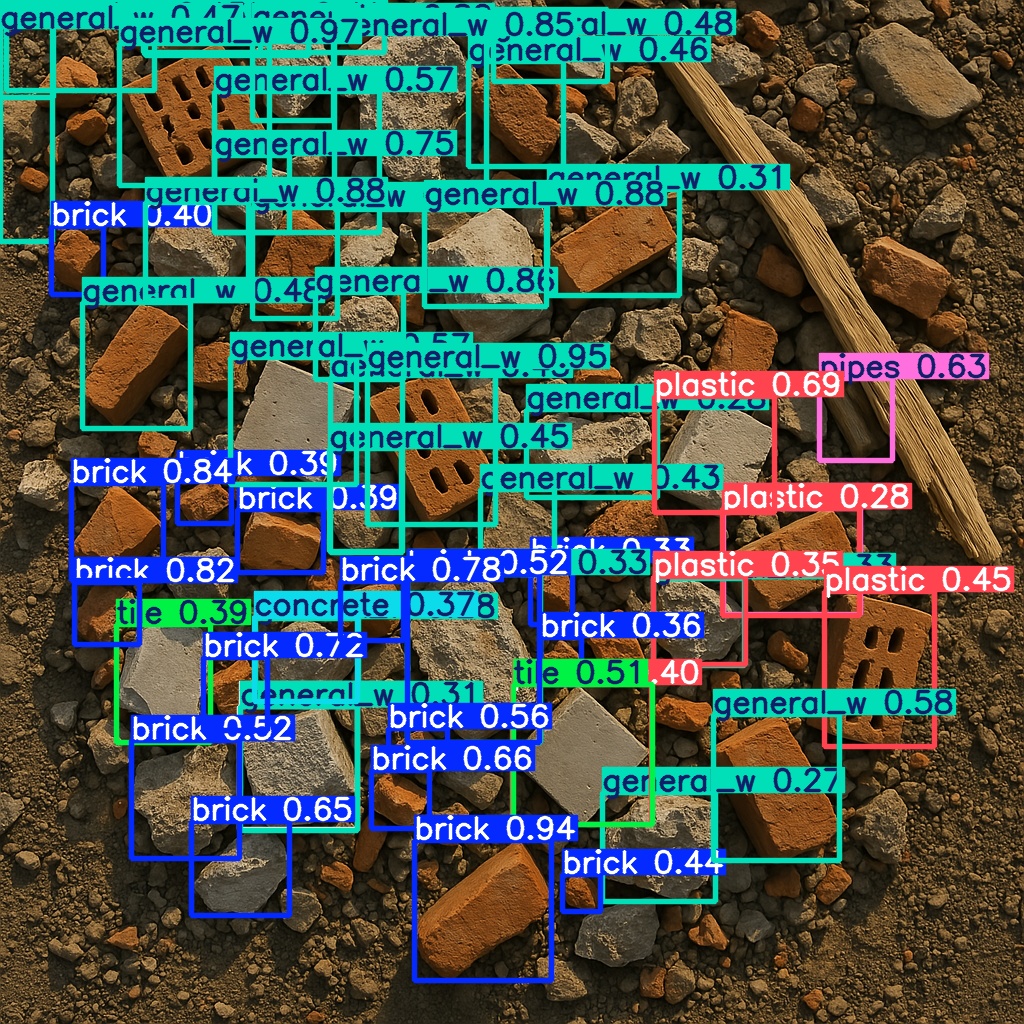 general_w 0.47
general_w 0.97
general_w 0.85
al_w 0.48
general_w 0.46
general_w 0.57
general_w 0.75
general_w 0.31
general_w 0.88
general_w 0.88
brick 0.40
general_w 0.48
general_w 0.86
general_w 0.57
general_w 0.95
pipes 0.63
plastic 0.69
general_w 0.28
general_w 0.45
brick 0.84
brick 0.39
general_w 0.43
brick 0.39
plastic 0.28
brick 0.82
brick 0.78
0.52
brick 0.33
0.33
plastic 0.35
.33
plastic 0.45
tile 0.39
concrete 0.378
brick 0.72
brick 0.36
tile 0.51
.40
general_w 0.31
general_w 0.58
brick 0.52
brick 0.56
brick 0.66
general_w 0.27
brick 0.65
brick 0.94
brick 0.44